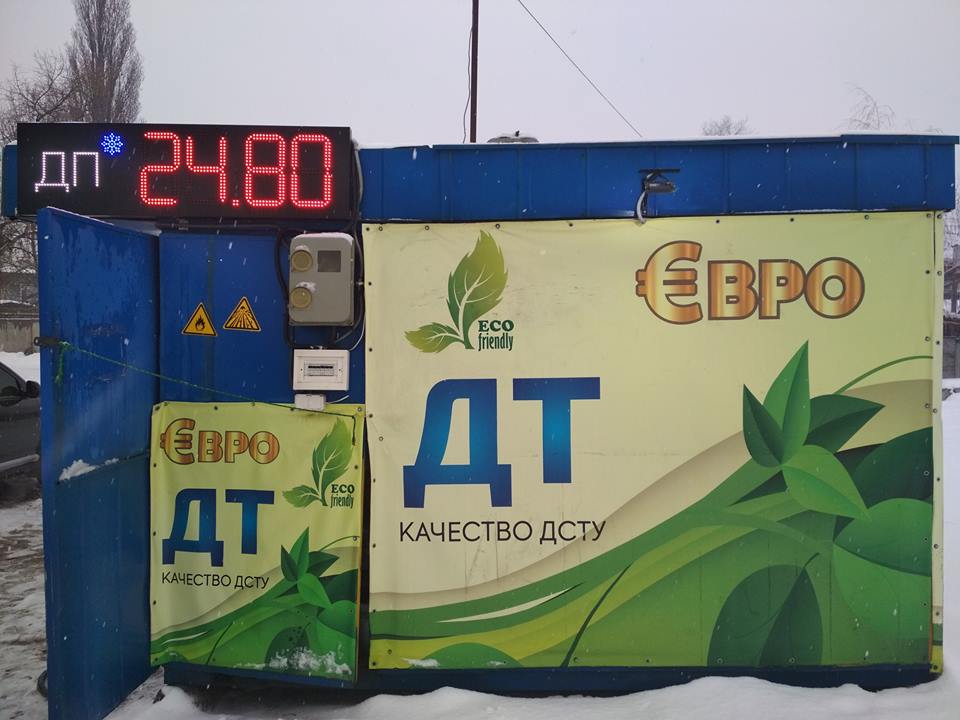 ДП 24.80
ECO
friendly
ЄВРО
ДТ
КАЧЕСТВО ДСТУ
ЄВРО
ECO
friendly
ДТ
КАЧЕСТВО ДСТУ